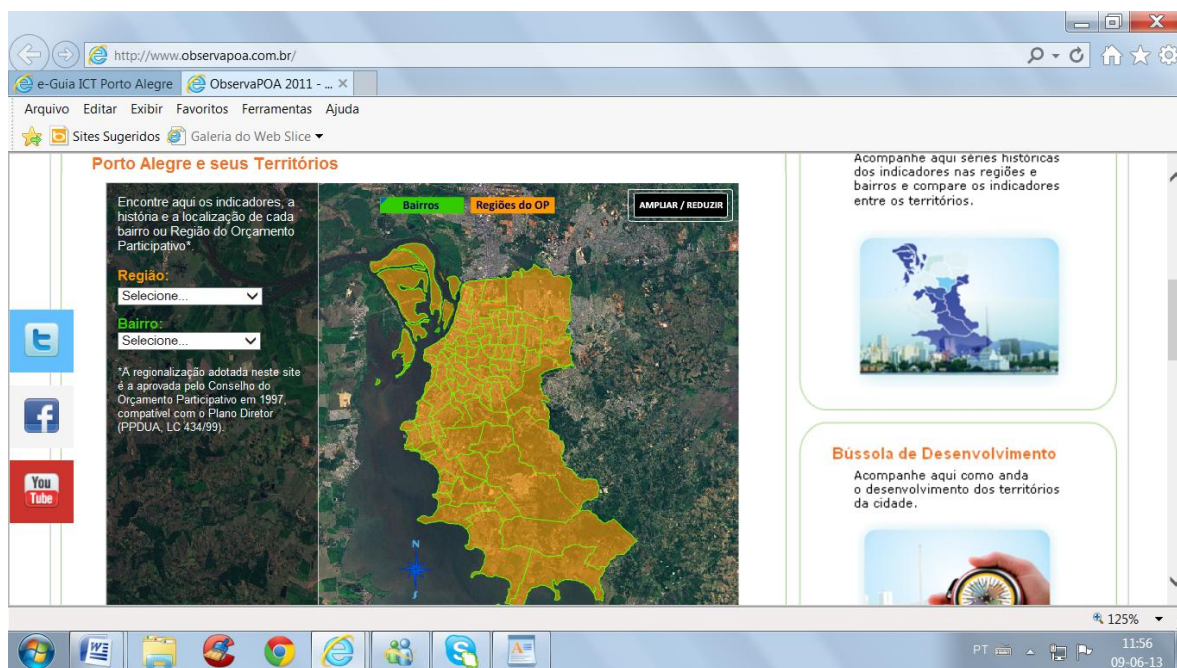 http://www.observapoa.com.br/
e-Guia ICT Porto Alegre
ObservaPOA 2011 - ...
Arquivo Editar Exibir Favoritos Ferramentas Ajuda
Sites Sugeridos Galeria do Web Slice
Porto Alegre e seus Territórios
Encontre aqui os indicadores, a
história e a localização de cada
bairro ou Região do Orçamento
Participativo*.
Região:
Selecione...
Bairro:
Selecione...
*A regionalização adotada neste site
é a aprovada pelo Conselho do
Orçamento Participativo em 1997,
compatível com o Plano Diretor
(PPDUA, LC 434/99).
Bairros
Regiões do OP
AMPLIAR / REDUZIR
N
S
Acompanhe aqui séries históricas
dos indicadores nas regiões e
bairros e compare os indicadores
entre os territórios.
Bússola de Desenvolvimento
Acompanhe aqui como anda
o desenvolvimento dos territórios
da cidade.
You
Tube
125%
PT
11:56
09-06-13